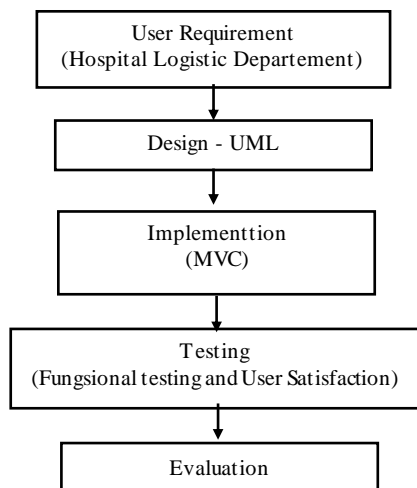 User Requirement
(Hospital Logistic Departement)
Design - UML
Implementtion
(MVC)
Testing
(Fungsional testing and User Satisfaction)
Evaluation